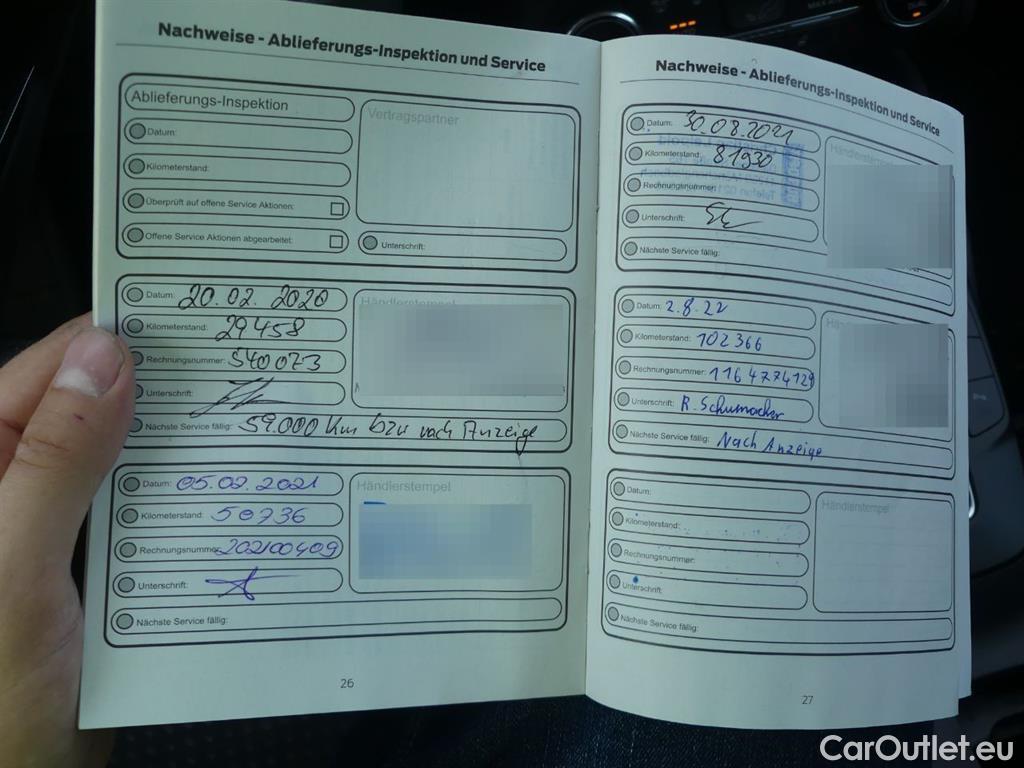 Nachweise - Ablieferungs-Inspektion und Service
Ablieferungs-Inspektion
Vertragspartner
Datum:
Kilometerstand:
Überprüft auf offene Service Aktionen:
Offene Service Aktionen abgearbeitet:
Unterschrift:
Datum: 20.02.2020
Händlerstempel
Kilometerstand: 29458
Rechnungsnummer: 540073
Unterschrift:
Nächste Service fällig: 59.000 Km bzw nach Anzeige
Datum: 05.02.2021
Händlerstempel
Kilometerstand: 50736
Rechnungsnummer: 202100409
Unterschrift:
Nächste Service fällig:
26
Nachweise - Ablieferungs-Inspektion und Service
Datum: 30.08.2021
Kilometerstand: 81930
Rechnungsnummer:
Unterschrift:
Nächste Service fällig:
Datum: 2.8.22
Kilometerstand: 102366
Rechnungsnummer: 1164774129
Unterschrift: R. Schumacher
Nächste Service fällig: Nach Anzeige
Datum:
Händlerstempel
Kilometerstand:
Rechnungsnummer:
Unterschrift:
Nächste Service fällig:
27
CarOutlet.eu